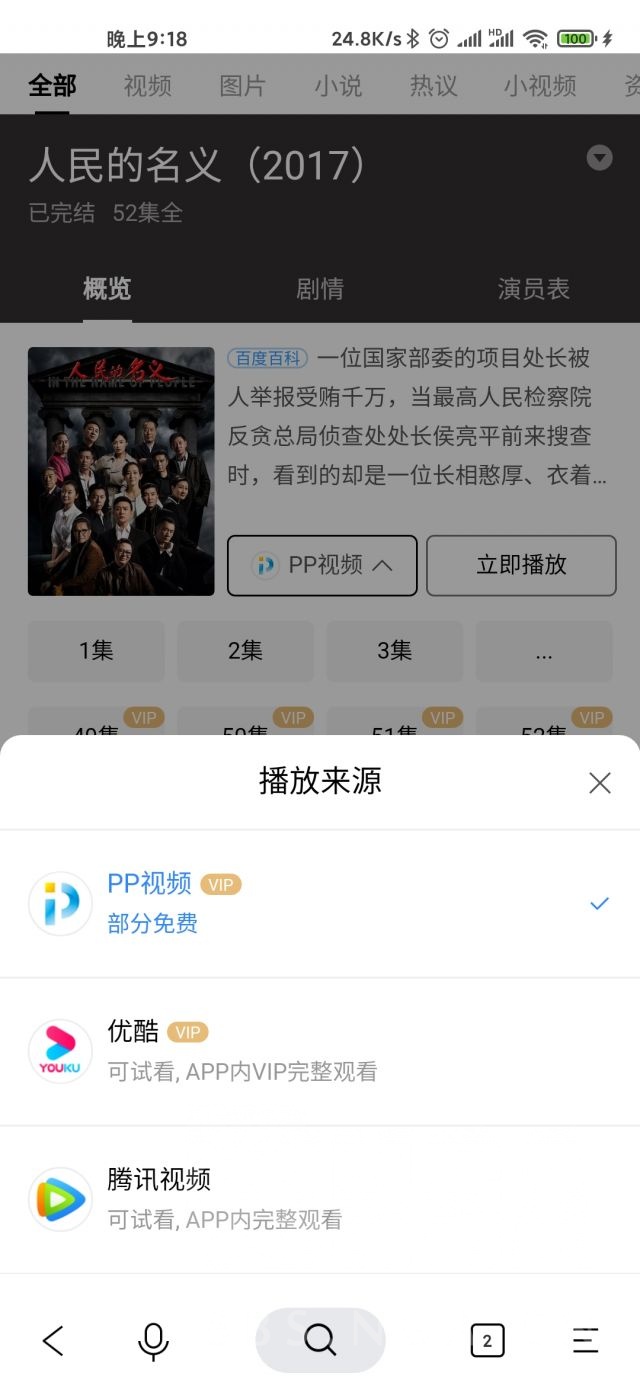 晚上9:18
24.8K/s
HD
100
全部 视频 图片 小说 热议 小视频
人民的名义（2017）
已完结 52集全
概览 剧情 演员表
人民的名义
IN THE NAME OF PEOPLE
百度百科 一位国家部委的项目处长被
人举报受贿千万，当最高人民检察院
反贪总局侦查处处长侯亮平前来搜查
时，看到的却是一位长相憨厚、衣着...
PP视频 立即播放
1集 2集 3集 ...
VIP VIP VIP VIP
49集 50集 51集 52集
播放来源
PP视频 VIP
部分免费
优酷 VIP
YOUKU
可试看, APP内VIP完整观看
腾讯视频
可试看, APP内完整观看
2